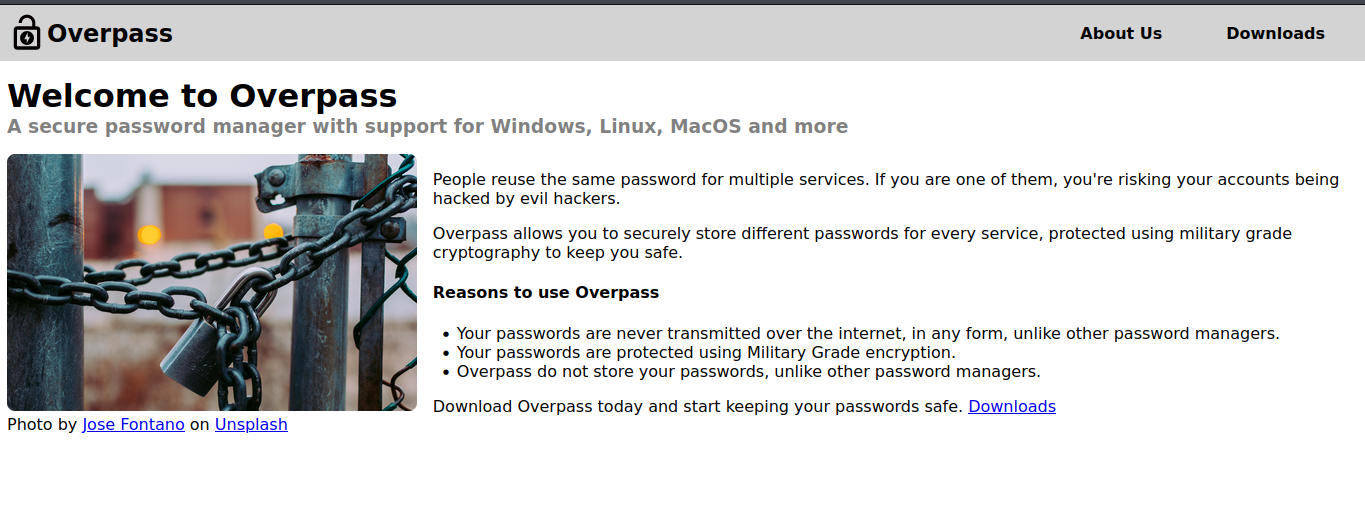 Overpass
About Us
Downloads
Welcome to Overpass
A secure password manager with support for Windows, Linux, MacOS and more
People reuse the same password for multiple services. If you are one of them, you're risking your accounts being
hacked by evil hackers.
Overpass allows you to securely store different passwords for every service, protected using military grade
cryptography to keep you safe.
Reasons to use Overpass
• Your passwords are never transmitted over the internet, in any form, unlike other password managers.
• Your passwords are protected using Military Grade encryption.
• Overpass do not store your passwords, unlike other password managers.
Download Overpass today and start keeping your passwords safe. Downloads
Photo by Jose Fontano on Unsplash